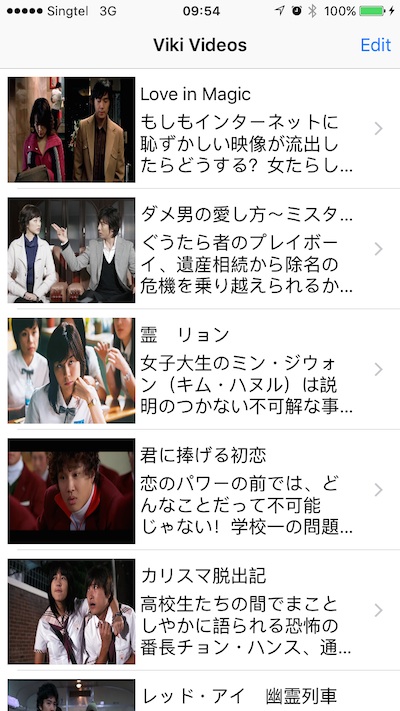 Singtel 3G 09:54 100%
Viki Videos Edit
Love in Magic
もしもインターネットに
恥ずかしい映像が流出し
たらどうする? 女たらし...
ダメ男の愛し方〜ミスタ...
ぐうたら者のプレイボー
イ、遺産相続から除名の
危機を乗り越えられるか...
霊　リョン
女子大生のミン・ジウォ
ン（キム・ハヌル）は説
明のつかない不可解な事...
君に捧げる初恋
恋のパワーの前では、ど
んなことだって不可能
じゃない! 学校一の問題...
カリスマ脱出記
高校生たちの間でまこと
しやかに語られる恐怖の
番長チョン・ハンス、通...
レッド・アイ　幽霊列車